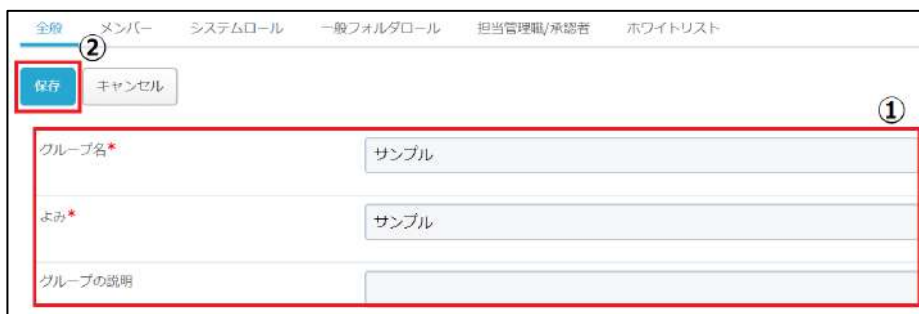 全般 メンバー システムロール 一般フォルダロール 担当管理職/承認者 ホワイトリスト
②
保存 キャンセル
①
グループ名* サンプル
よみ* サンプル
グループの説明